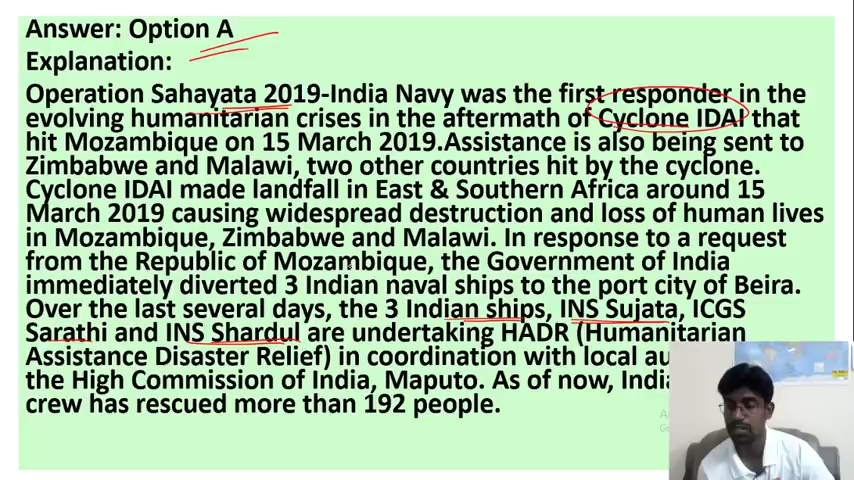 Answer: Option A
Explanation:
Operation Sahayata 2019-India Navy was the first responder in the
evolving humanitarian crises in the aftermath of Cyclone IDAI that
hit Mozambique on 15 March 2019.Assistance is also being sent to
Zimbabwe and Malawi, two other countries hit by the cyclone.
Cyclone IDAI made landfall in East & Southern Africa around 15
March 2019 causing widespread destruction and loss of human lives
in Mozambique, Zimbabwe and Malawi. In response to a request
from the Republic of Mozambique, the Government of India
immediately diverted 3 Indian naval ships to the port city of Beira.
Over the last several days, the 3 Indian ships, INS Sujata, ICGS
Sarathi and INS Shardul are undertaking HADR (Humanitarian
Assistance Disaster Relief) in coordination with local au
the High Commission of India, Maputo. As of now, India
crew has rescued more than 192 people.